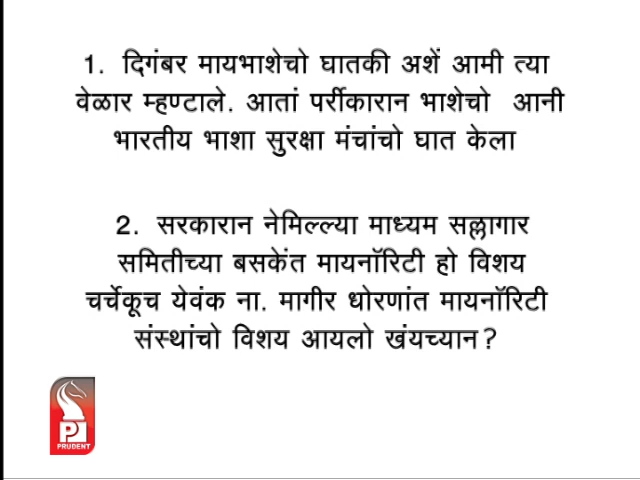 1. दिगंबर मायभाशेचो घातकी अशें आमी त्या
वेळार म्हण्टाले. आतां पर्रीकारान भाशेचो आनी
भारतीय भाशा सुरक्षा मंचांचो घात केला
2. सरकारान नेमिल्ल्या माध्यम सल्लागार
समितीच्या बसकेंत मायनॉरिटी हो विशय
चर्चेकूच येवंक ना. मागीर धोरणांत मायनॉरिटी
संस्थांचो विशय आयलो खंयच्यान?
PRUDENT